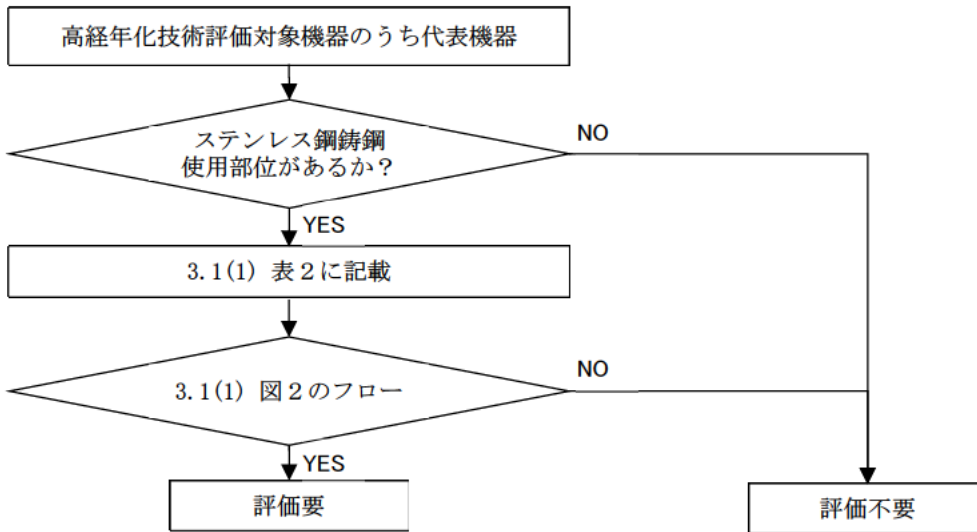 高経年化技術評価対象機器のうち代表機器
ステンレス鋼鋳鋼
使用部位があるか？
NO
YES
3.1(1) 表２に記載
3.1(1) 図２のフロー
NO
YES
評価要
評価不要